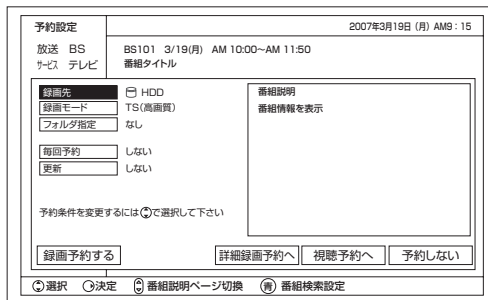 予約設定 2007年3月19日（月）AM9：15
放送 BS BS101 3/19(月) AM 10:00～AM 11:50
サービス テレビ 番組タイトル
録画先 HDD
録画モード TS(高画質)
フォルダ指定 なし
毎回予約 しない
更新 しない
予約条件を変更するには で選択して下さい
番組説明
番組情報を表示
録画予約する 詳細録画予約へ 視聴予約へ 予約しない
選択 決定 番組説明ページ切換 青 番組検索設定